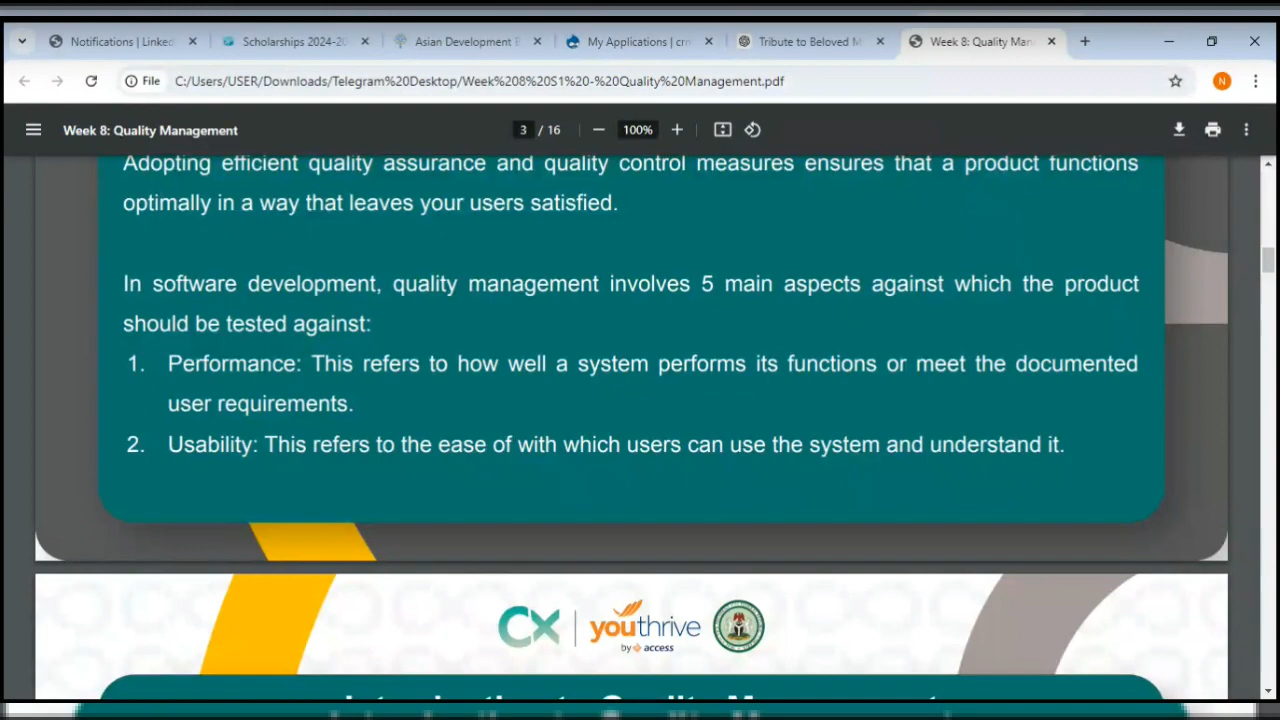 Notifications | Linked
Scholarships 2024-20
Asian Development
My Applications | crn
Tribute to Beloved M
Week 8: Quality Man
File
C:/Users/USER/Downloads/Telegram%20Desktop/Week%208%20S1%20-%20Quality%20Management.pdf
N
Week 8: Quality Management
3 / 16
100%
Adopting efficient quality assurance and quality control measures ensures that a product functions
optimally in a way that leaves your users satisfied.
In software development, quality management involves 5 main aspects against which the product
should be tested against:
1. Performance: This refers to how well a system performs its functions or meet the documented
user requirements.
2. Usability: This refers to the ease of with which users can use the system and understand it.
CX
youthrive
by access